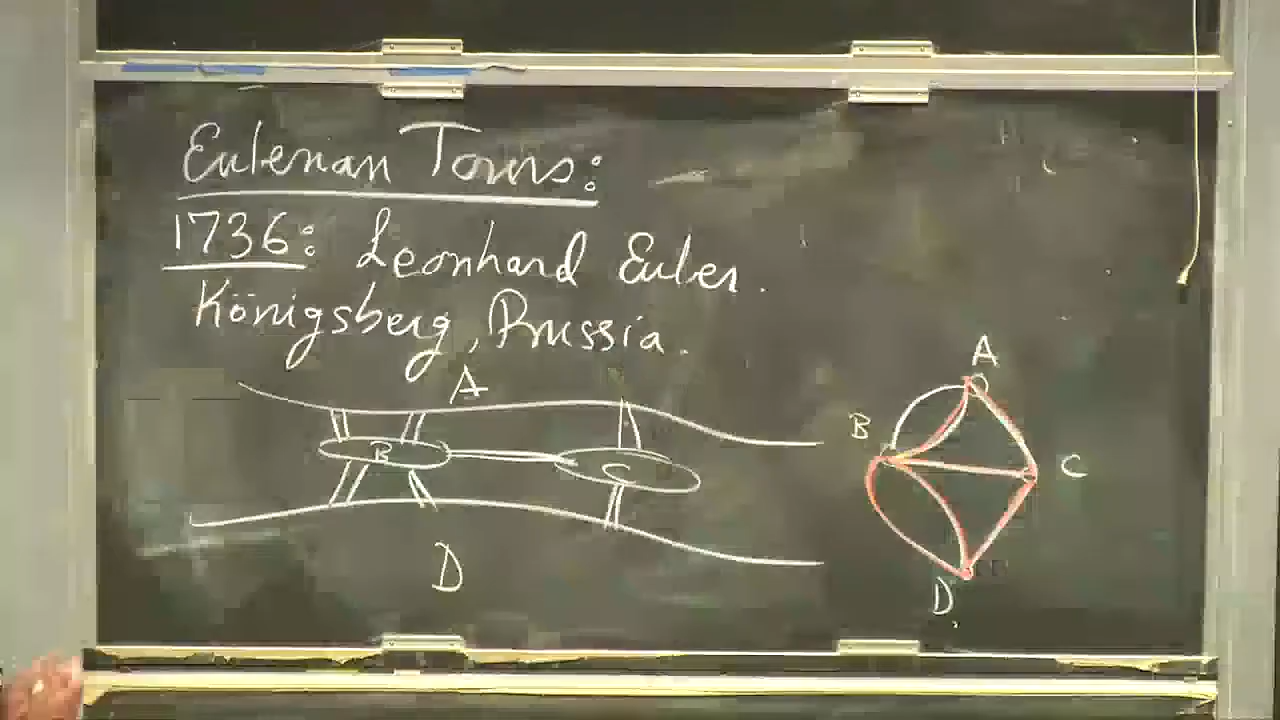 Eulerian Tours:
1736: Leonhard Euler.
Königsberg, Prussia.
A
B
C
D
A
B
C
D